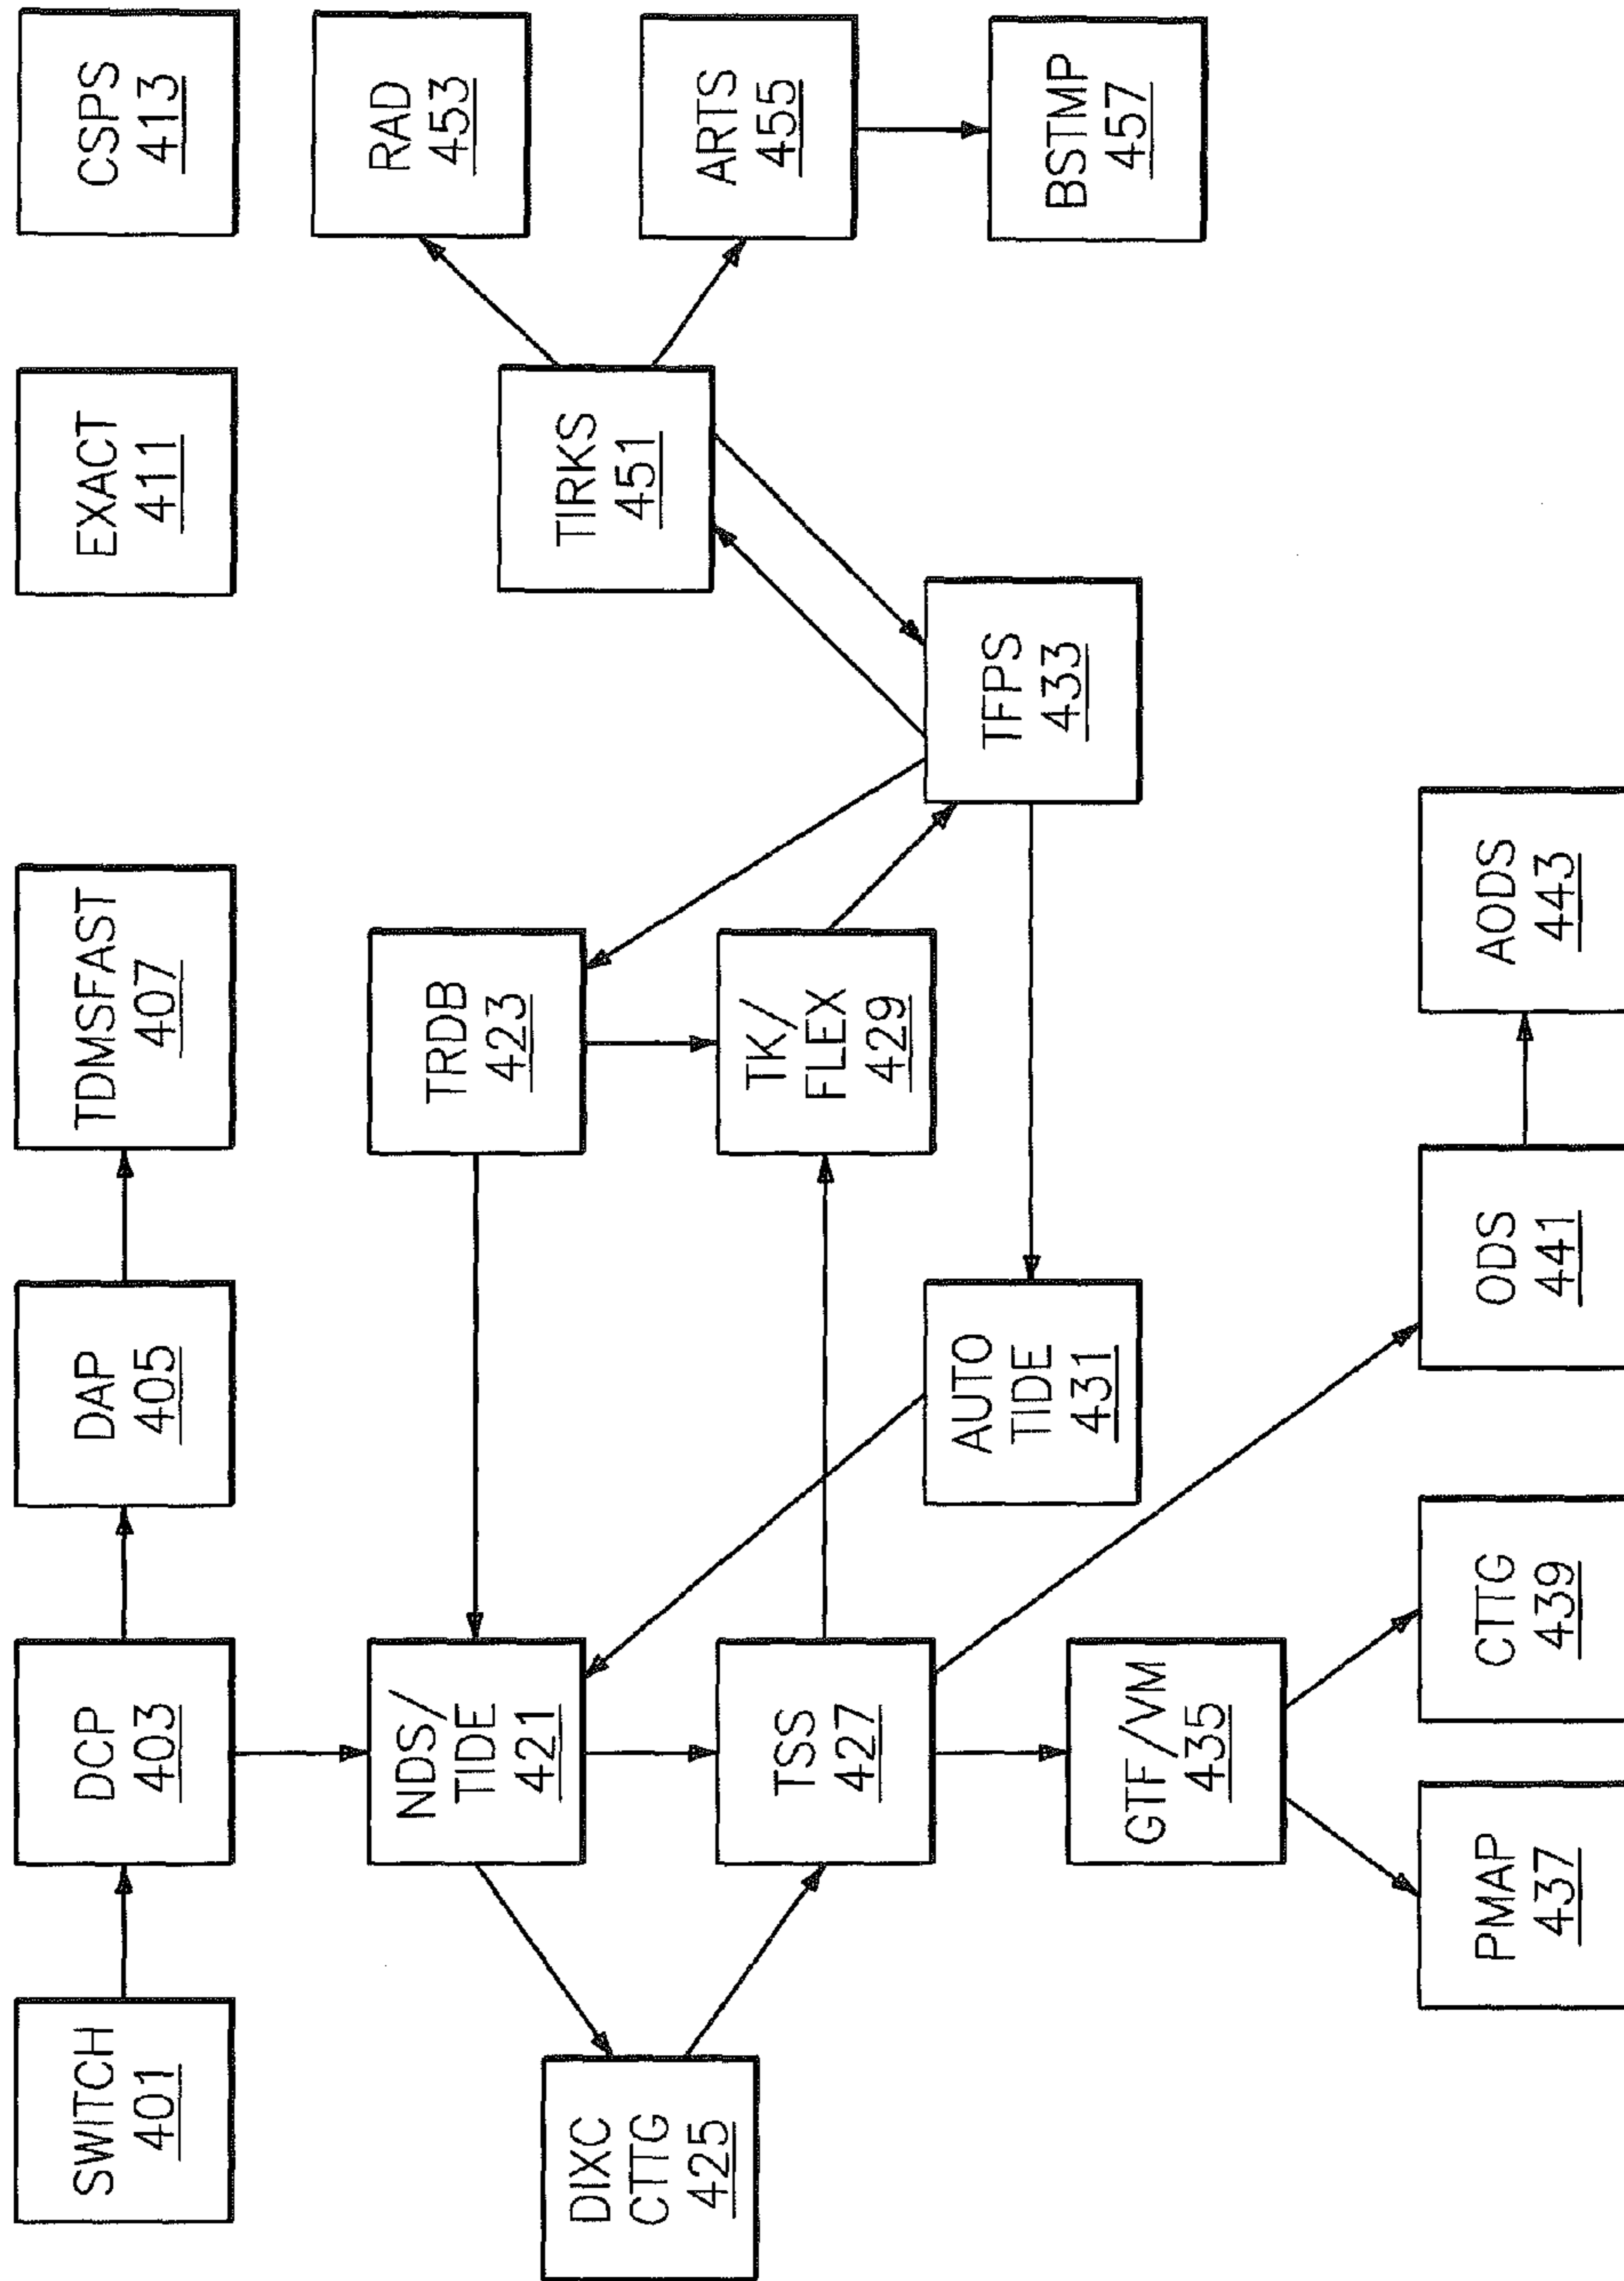 SWITCH
401
DCP
403
DAP
405
TDMSFAST
407
EXACT
411
CSPS
413
NDS/
TIDE
421
TRDB
423
DIXC
CTTG
425
TSS
427
TK/
FLEX
429
AUTO
TIDE
431
TFPS
433
TIRKS
451
RAD
453
ARTS
455
BSTMP
457
GTF/VM
435
PMAP
437
CTTG
439
ODS
441
AODS
443